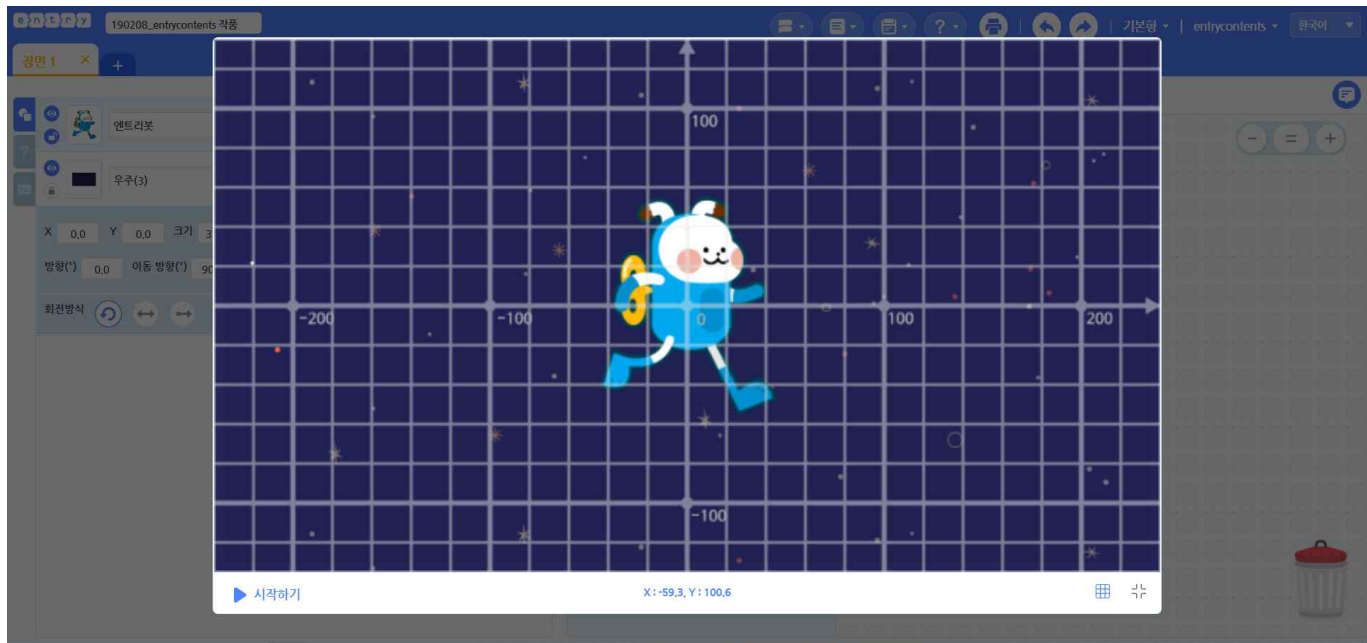 entry
190208_entrycontents 작품
?
기본형
entrycontents
한국어
장면 1 × +
엔트리봇
?
우주(3)
X 0.0 Y 0.0 크기 3
방향(°) 0.0 이동 방향(°) 90
회전방식
- = +
100
-200 -100 0 100 200
-100
시작하기
X : -59.3, Y : 100.6